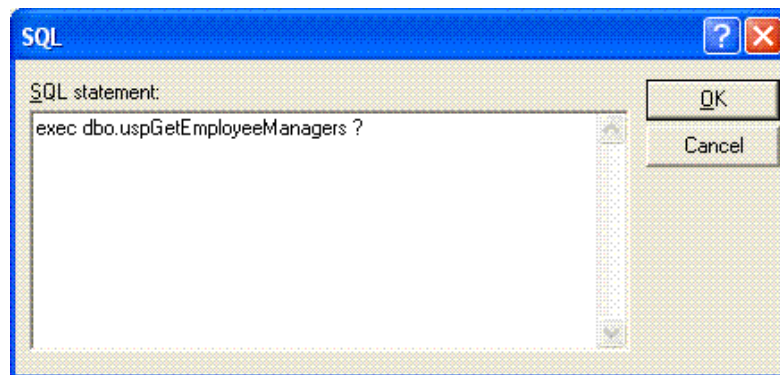 SQL
SQL statement:
exec dbo.uspGetEmployeeManagers ?
OK
Cancel